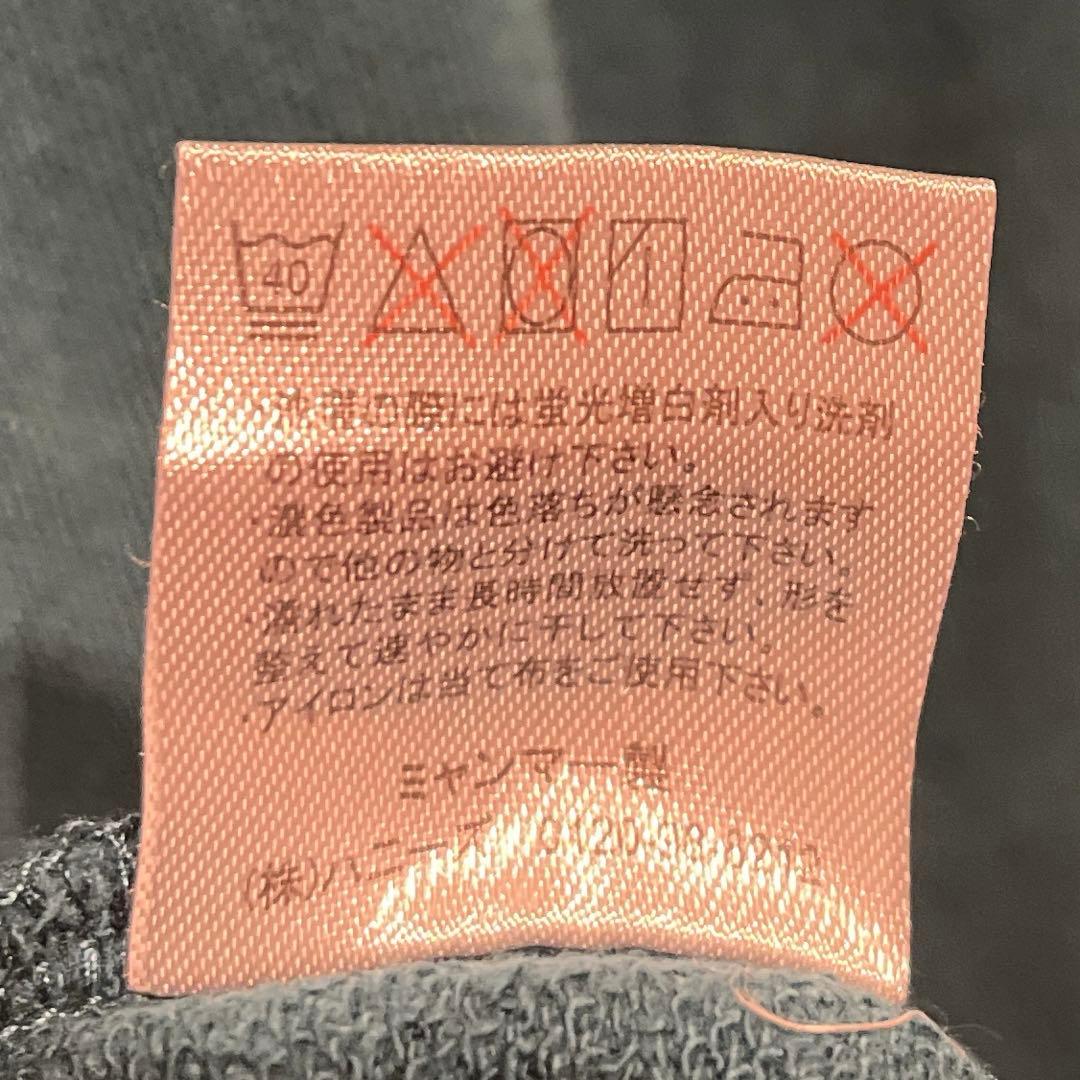 40
の際には蛍光増白剤入り洗剤
の使用はお避け下さい。
・濃色製品は色落ちが懸念されます
ので他の物と分けて洗って下さい。
・濡れたまま長時間放置せず、形を
整えて速やかに干して下さい。
・アイロンは当て布をご使用下さい。
ミャンマー製
(株)ハニーズ